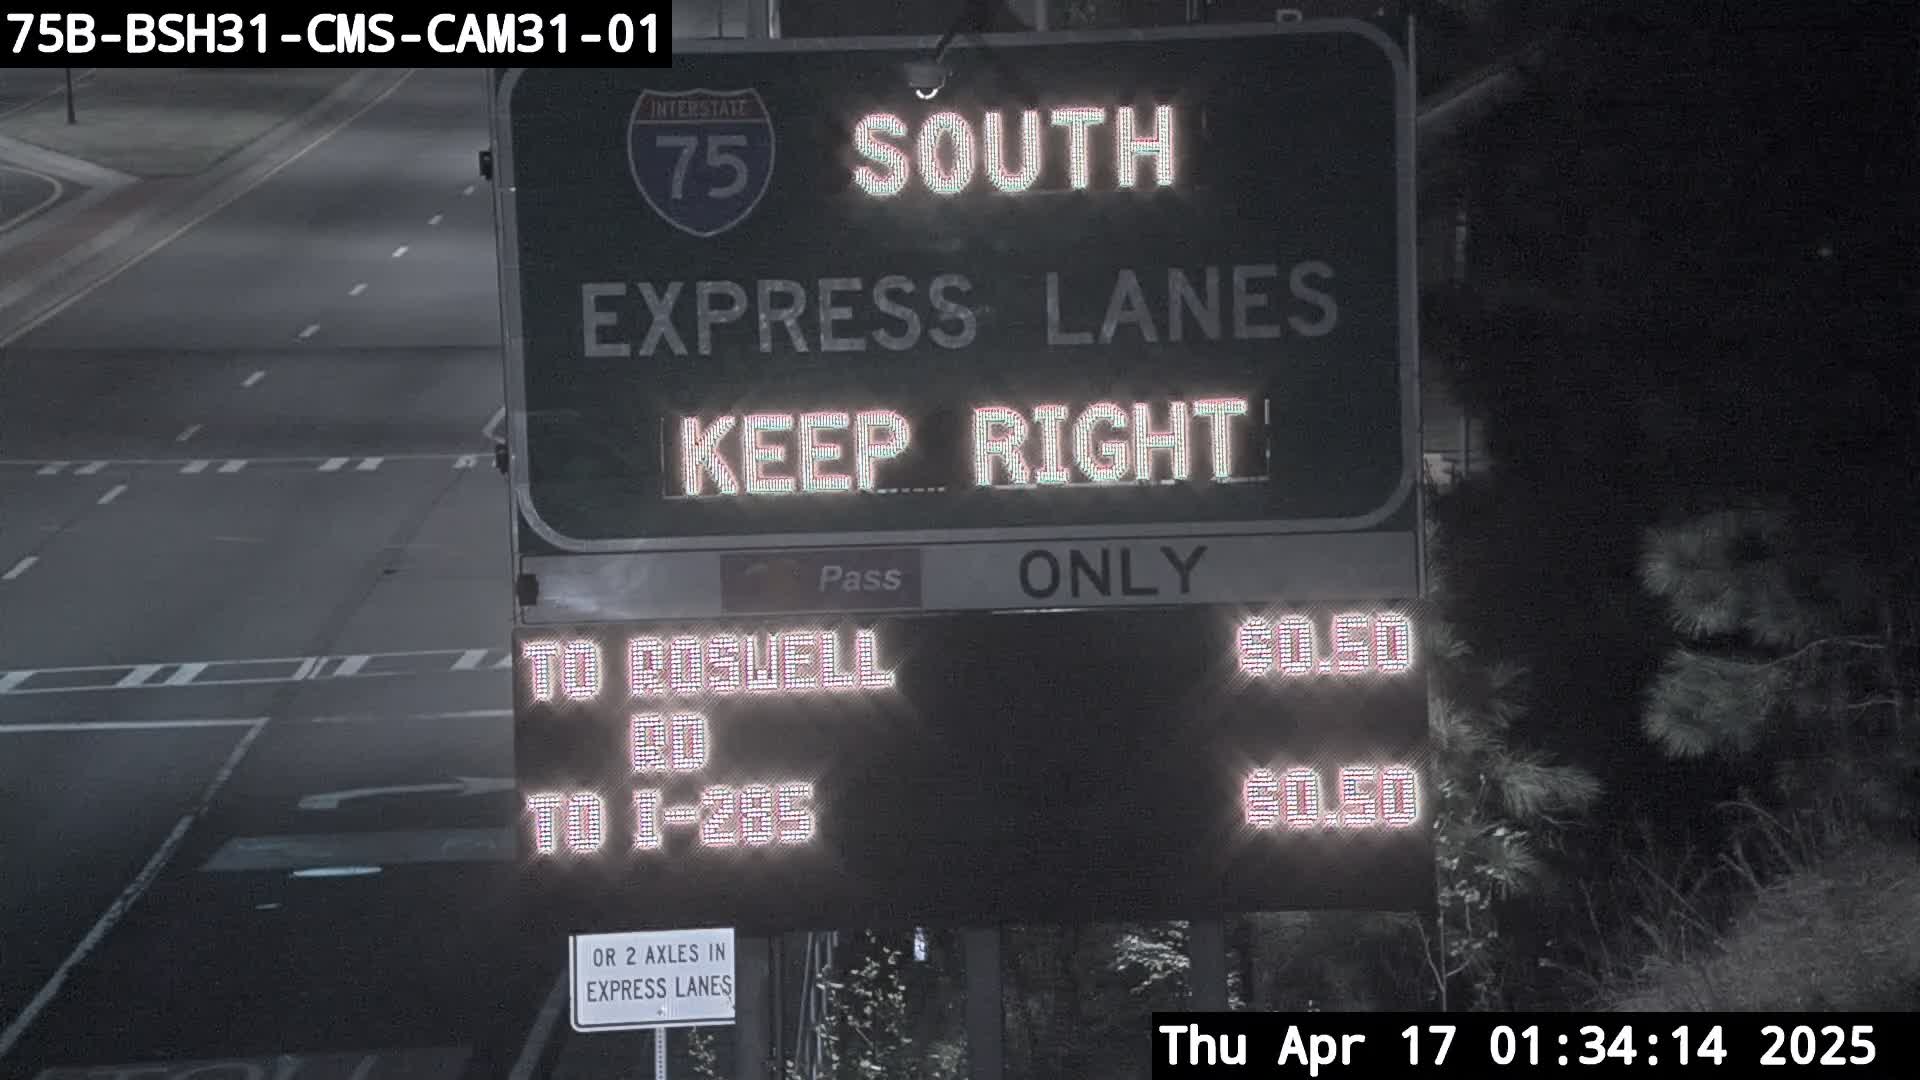 75B-BSH31-CMS-CAM31-01
INTERSTATE
75
SOUTH
EXPRESS LANES
KEEP RIGHT
Pass ONLY
TO ROSWELL $0.50
RD
TO I-285 $0.50
OR 2 AXLES IN
EXPRESS LANES
Thu Apr 17 01:34:14 2025